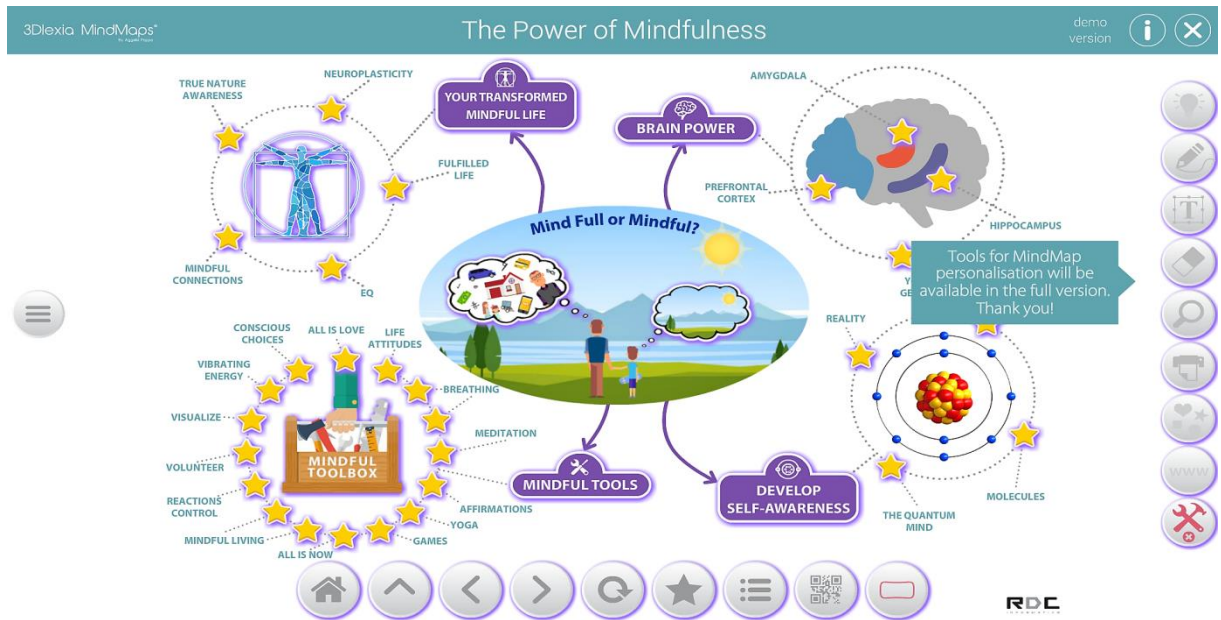 3Dlexia MindMaps®
The Power of Mindfulness
demo
version
NEUROPLASTICITY
TRUE NATURE
AWARENESS
YOUR TRANSFORMED
MINDFUL LIFE
FULFILLED
LIFE
MINDFUL
CONNECTIONS
EQ
AMYGDALA
BRAIN POWER
PREFRONTAL
CORTEX
HIPPOCAMPUS
Mind Full or Mindful?
Tools for MindMap
personalisation will be
available in the full version.
Thank you!
CONSCIOUS
CHOICES
ALL IS LOVE
LIFE
ATTITUDES
VIBRATING
ENERGY
BREATHING
VISUALIZE
MEDITATION
VOLUNTEER
MINDFUL
TOOLBOX
REACTIONS
CONTROL
AFFIRMATIONS
YOGA
MINDFUL LIVING
GAMES
ALL IS NOW
MINDFUL TOOLS
REALITY
DEVELOP
SELF-AWARENESS
MOLECULES
THE QUANTUM
MIND
T
www
RDC